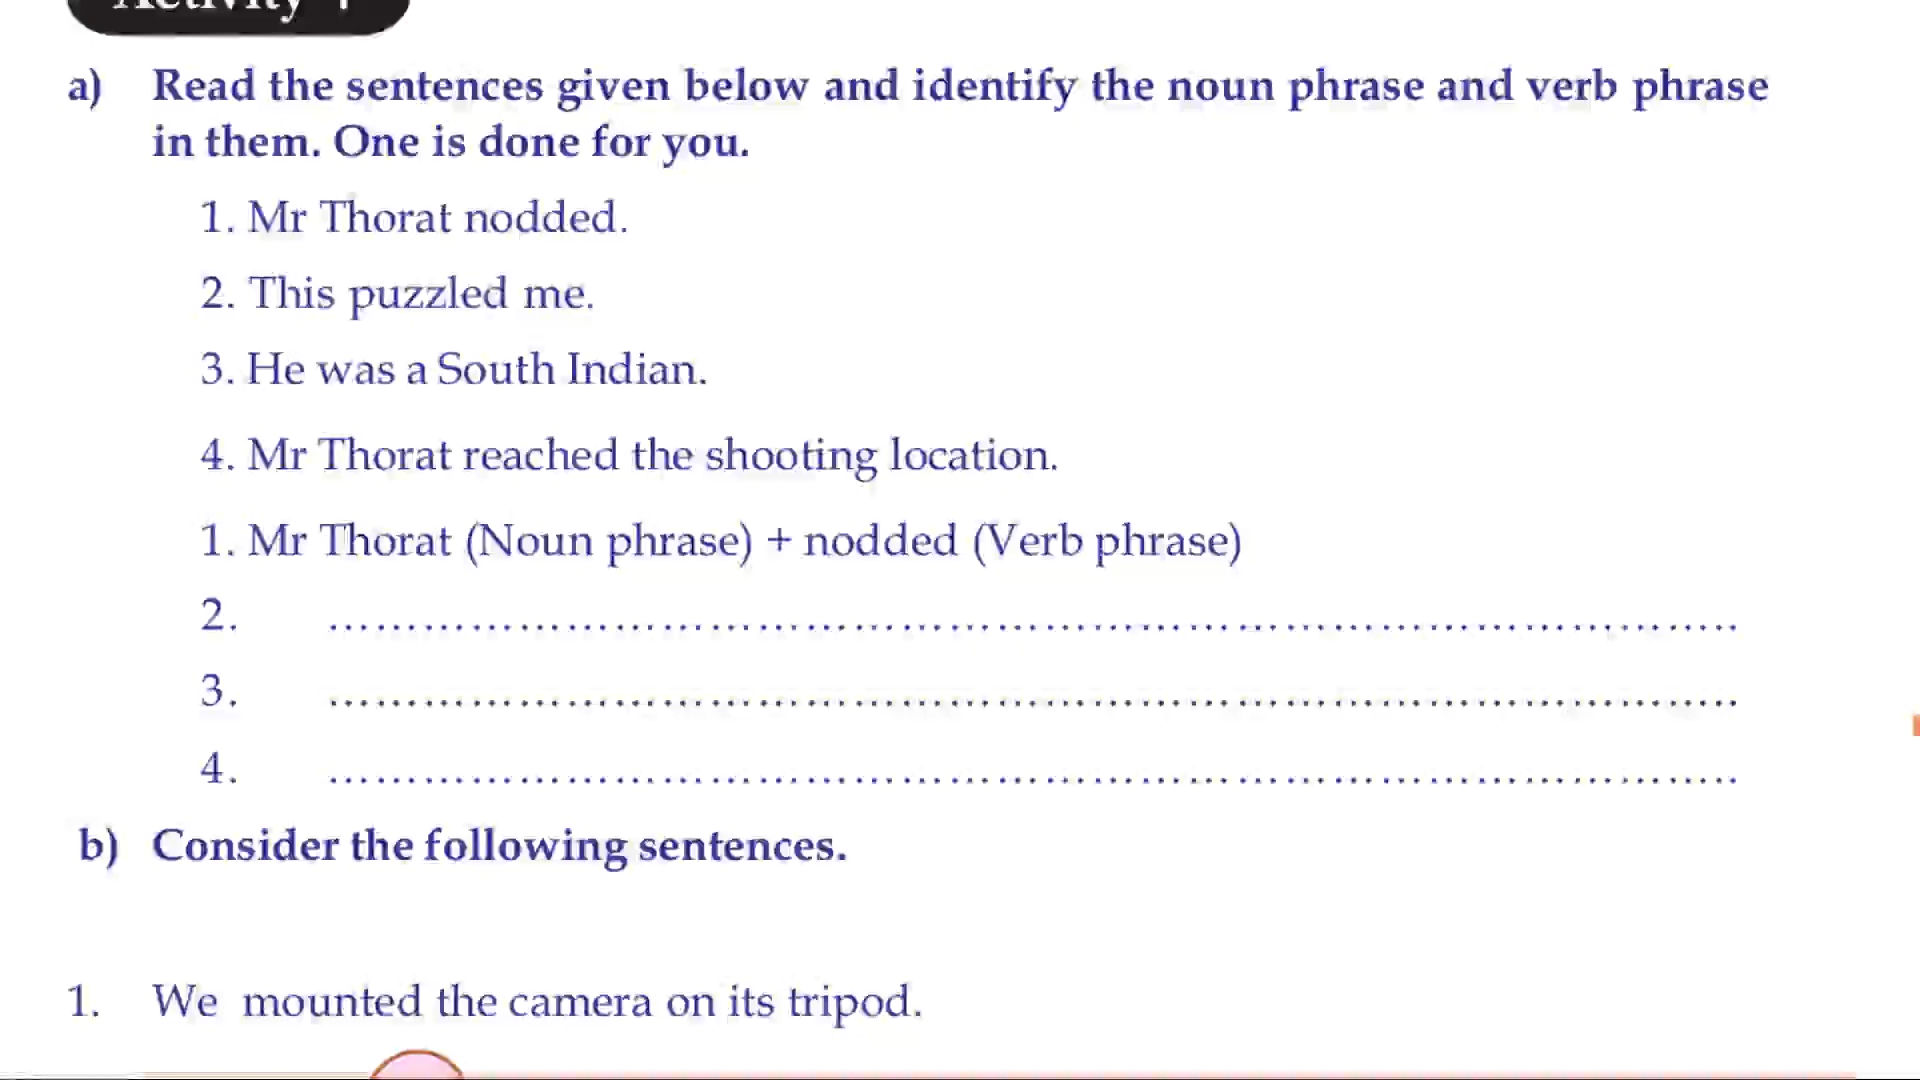 Activity
a) Read the sentences given below and identify the noun phrase and verb phrase
in them. One is done for you.
1. Mr Thorat nodded.
2. This puzzled me.
3. He was a South Indian.
4. Mr Thorat reached the shooting location.
1. Mr Thorat (Noun phrase) + nodded (Verb phrase)
2. ..........................................................................................
3. ..........................................................................................
4. ..........................................................................................
b) Consider the following sentences.
1. We mounted the camera on its tripod.